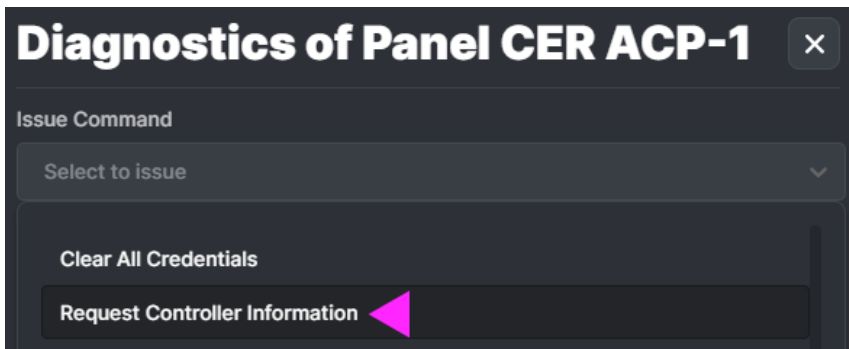 Diagnostics of Panel CER ACP-1
Issue Command
Select to issue
Clear All Credentials
Request Controller Information